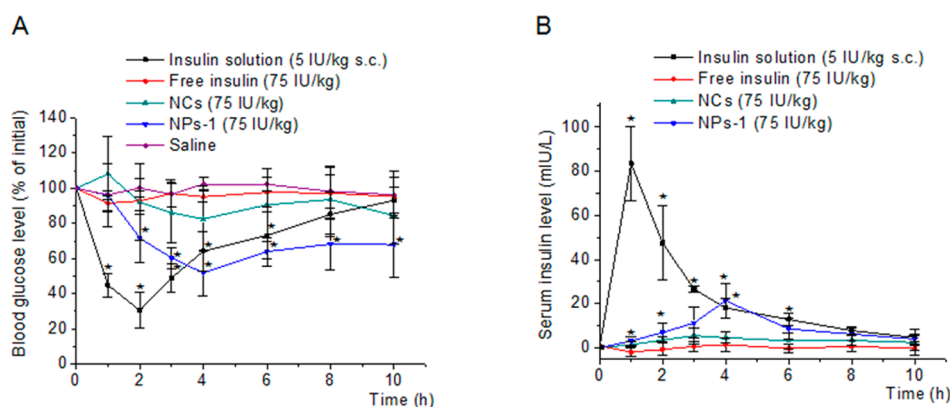 A
Insulin solution (5 IU/kg s.c.)
Free insulin (75 IU/kg)
NCs (75 IU/kg)
NPs-1 (75 IU/kg)
Saline
Blood glucose level (% of initial)
140
120
100
80
60
40
20
0
0 2 4 6 8 10
Time (h)
B
Insulin solution (5 IU/kg s.c.)
Free insulin (75 IU/kg)
NCs (75 IU/kg)
NPs-1 (75 IU/kg)
Serum insulin level (mIU/L)
100
80
60
40
20
0
0 2 4 6 8 10
Time (h)